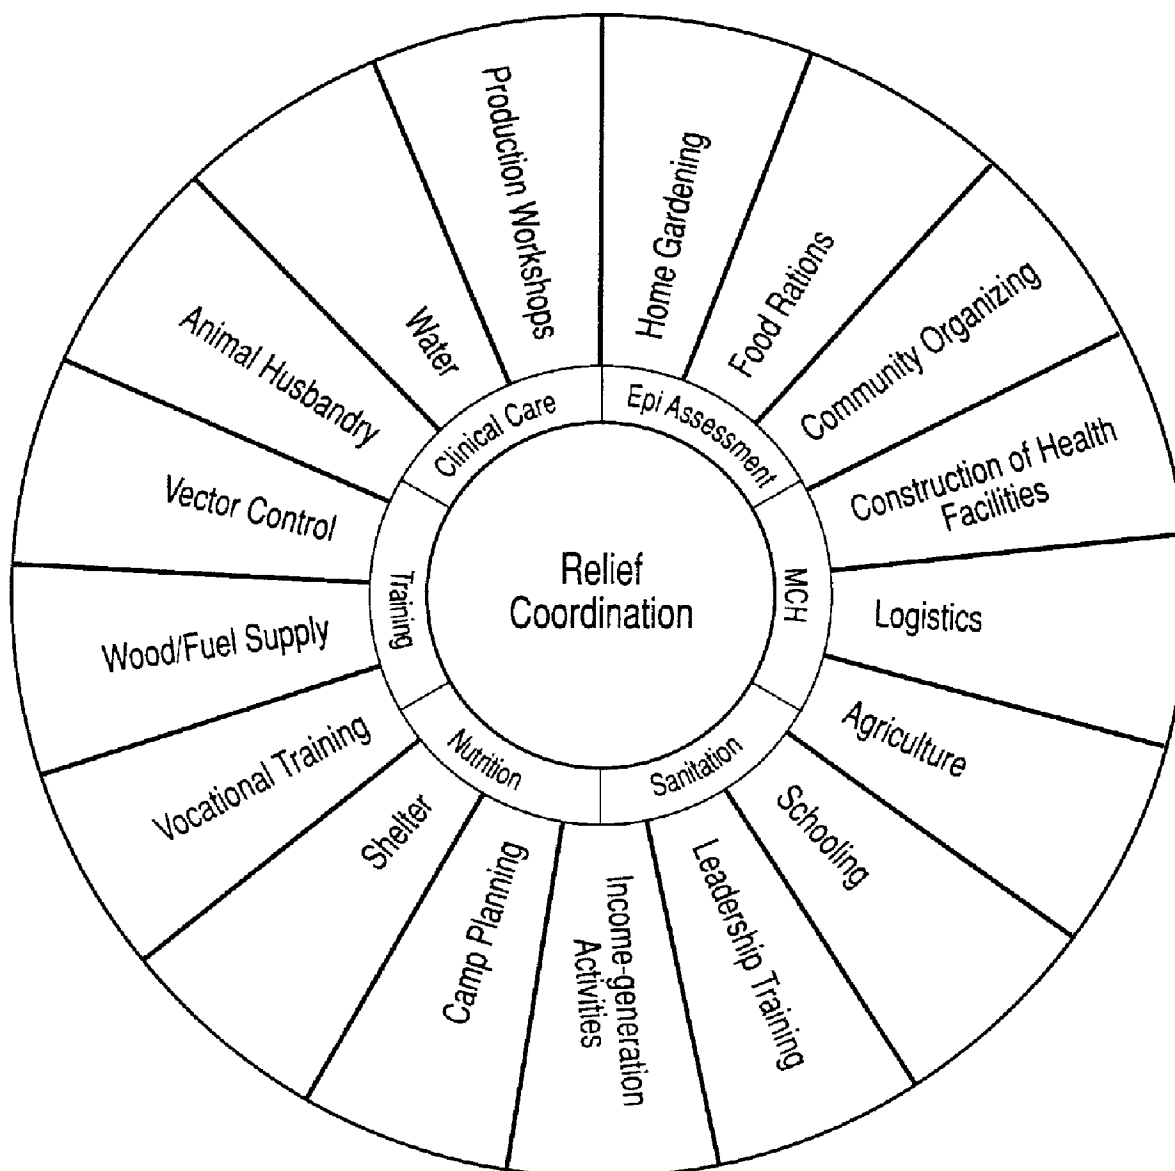 Relief
Coordination
Epi Assessment
MCH
Sanitation
Nutrition
Training
Clinical Care
Home Gardening
Food Rations
Community Organizing
Construction of Health
Facilities
Logistics
Agriculture
Schooling
Leadership Training
Income-generation
Activities
Camp Planning
Shelter
Vocational Training
Wood/Fuel Supply
Vector Control
Animal Husbandry
Water
Production Workshops